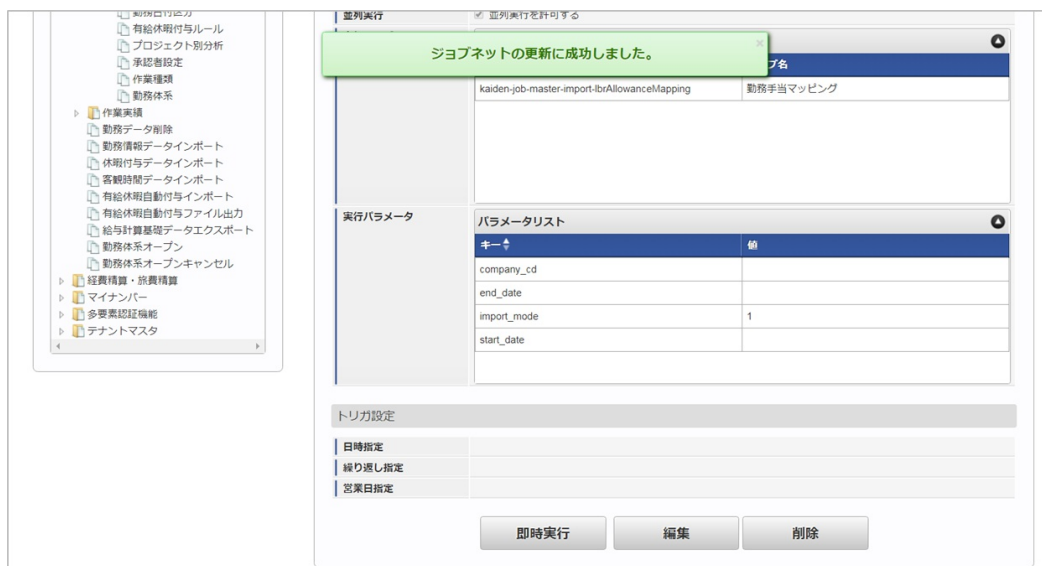 勤務日付区分
有給休暇付与ルール
プロジェクト別分析
承認者設定
作業種類
勤務体系
作業実績
勤務データ削除
勤務情報データインポート
休暇付与データインポート
客観時間データインポート
有給休暇自動付与インポート
有給休暇自動付与ファイル出力
給与計算基礎データエクスポート
勤務体系オープン
勤務体系オープンキャンセル
経費精算・旅費精算
マイナンバー
多要素認証機能
テナントマスタ
並列実行 並列実行を許可する
ジョブネットの更新に成功しました。
ブ名
kaiden-job-master-import-lbrAllowanceMapping 勤務手当マッピング
実行パラメータ パラメータリスト
キー 値
company_cd
end_date
import_mode 1
start_date
トリガ設定
日時指定
繰り返し指定
営業日指定
即時実行 編集 削除